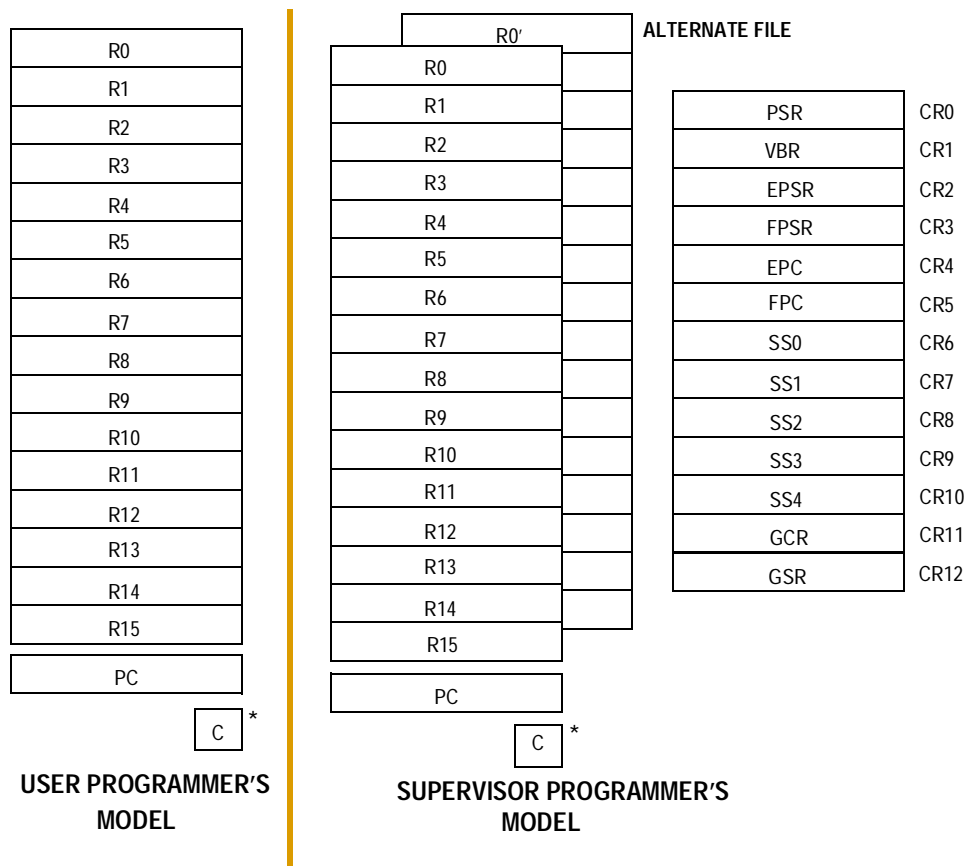 R0
R1
R2
R3
R4
R5
R6
R7
R8
R9
R10
R11
R12
R13
R14
R15
PC
C *
USER PROGRAMMER'S
MODEL
R0′
ALTERNATE FILE
R0
R1
R2
R3
R4
R5
R6
R7
R8
R9
R10
R11
R12
R13
R14
R15
PC
C *
SUPERVISOR PROGRAMMER'S
MODEL
PSR CR0
VBR CR1
EPSR CR2
FPSR CR3
EPC CR4
FPC CR5
SS0 CR6
SS1 CR7
SS2 CR8
SS3 CR9
SS4 CR10
GCR CR11
GSR CR12